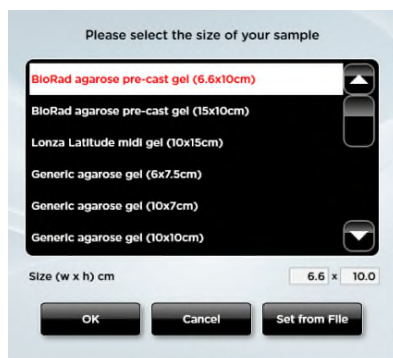 Please select the size of your sample
BioRad agarose pre-cast gel (6.6x10cm)
BioRad agarose pre-cast gel (15x10cm)
Lonza Latitude midi gel (10x15cm)
Generic agarose gel (6x7.5cm)
Generic agarose gel (10x7cm)
Generic agarose gel (10x10cm)
Size (w x h) cm 6.6 x 10.0
OK Cancel Set from File